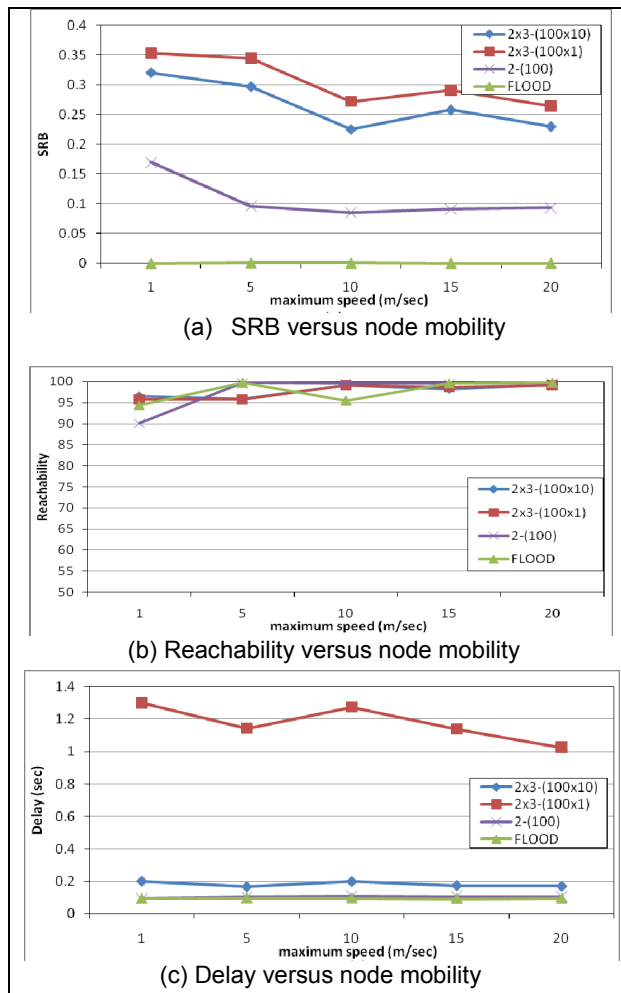 0.4
0.35
0.3
0.25
0.2
0.15
0.1
0.05
0
SRB
2x3-(100x10)
2x3-(100x1)
2-(100)
FLOOD
1 5 10 15 20
maximum speed (m/sec)
(a) SRB versus node mobility
100
95
90
85
80
75
70
65
60
55
50
Reachability
2x3-(100x10)
2x3-(100x1)
2-(100)
FLOOD
1 5 10 15 20
maximum speed (m/sec)
(b) Reachability versus node mobility
1.4
1.2
1
0.8
0.6
0.4
0.2
0
Delay (sec)
2x3-(100x10)
2x3-(100x1)
2-(100)
FLOOD
1 5 10 15 20
maximum speed (m/sec)
(c) Delay versus node mobility